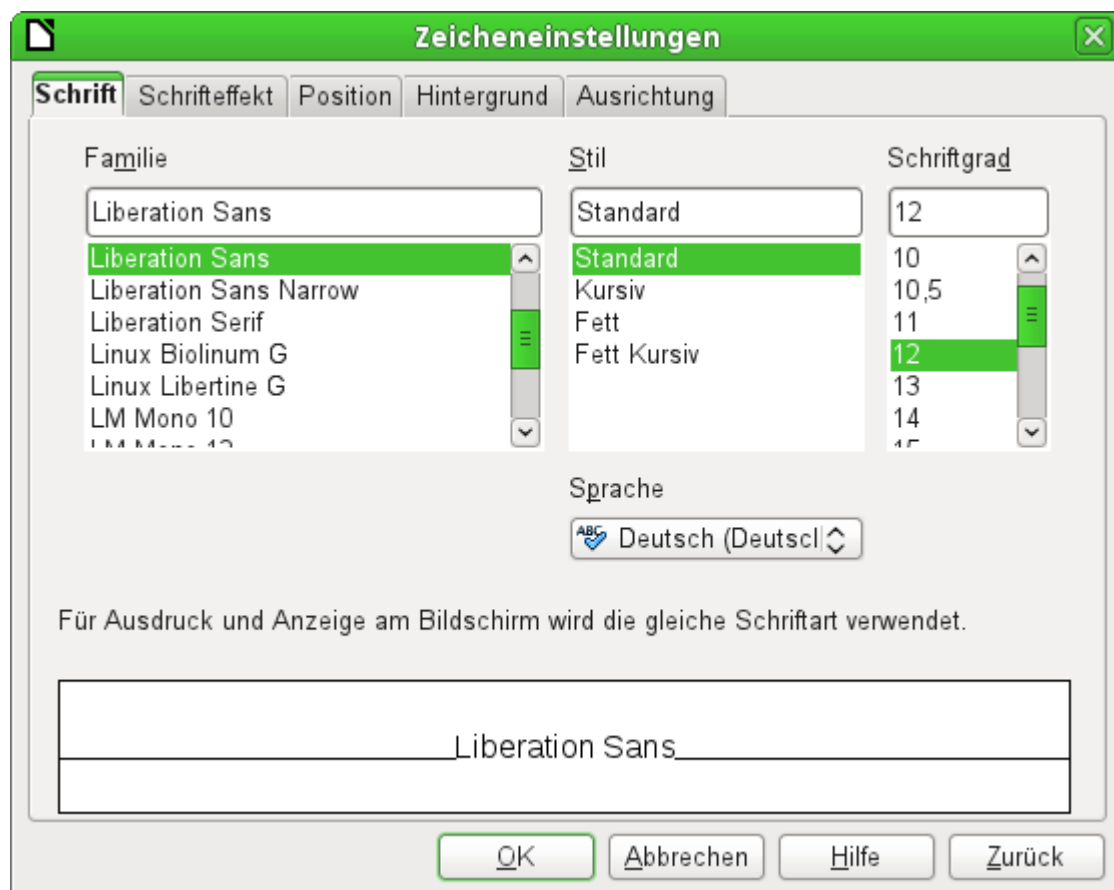 Zeicheneinstellungen
Schrift Schrifteffekt Position Hintergrund Ausrichtung
Familie Stil Schriftgrad
Liberation Sans Standard 12
Liberation Sans Standard 10
Liberation Sans Narrow Kursiv 10,5
Liberation Serif Fett 11
Linux Biolinum G Fett Kursiv 12
Linux Libertine G 13
LM Mono 10 14
Sprache
ABC Deutsch (Deutscl
Für Ausdruck und Anzeige am Bildschirm wird die gleiche Schriftart verwendet.
Liberation Sans
OK Abbrechen Hilfe Zurück